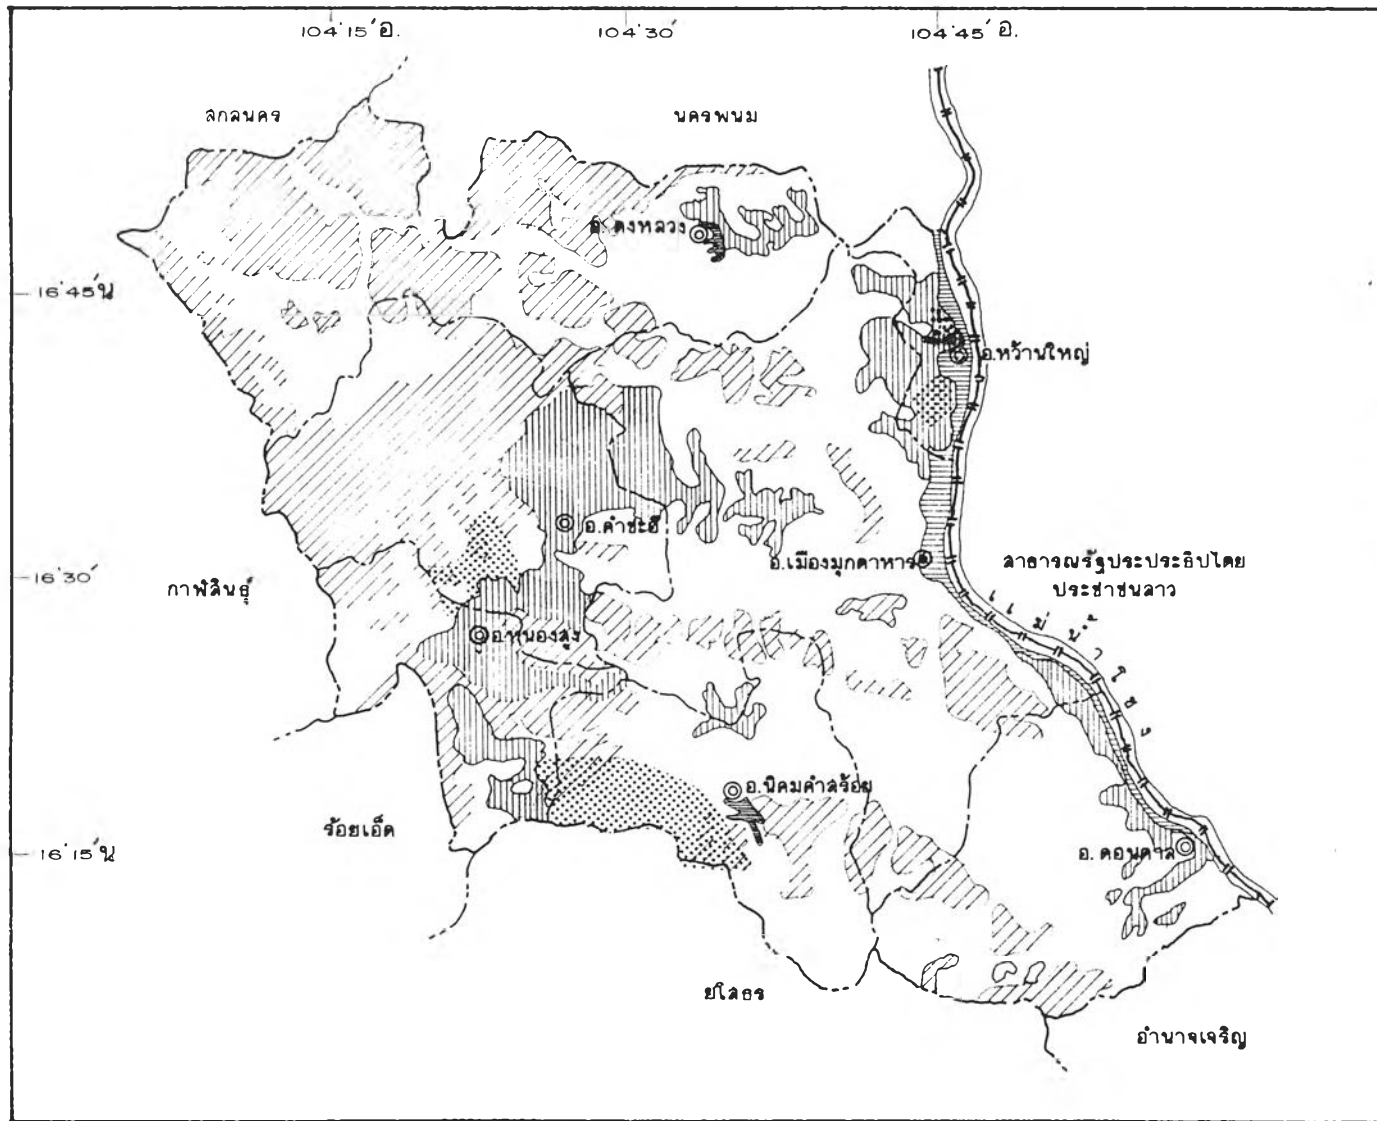 104°15' อ.
104°30'
104°45' อ.
สกลนคร
นครพนม
อ. ดงหลวง
16°45' น
อ.หว้านใหญ่
อ.คำชะอี
16°30'
กาฬสินธุ์
อ.เมืองมุกดาหาร
สาธารณรัฐประประธิปไตย
ประชาชนลาว
แม่น้ำโขง
อ.หนองสูง
อ.นิคมคำสร้อย
ร้อยเอ็ด
16°15' น
อ. ดอนตาล
ยโสธร
อำนาจเจริญ